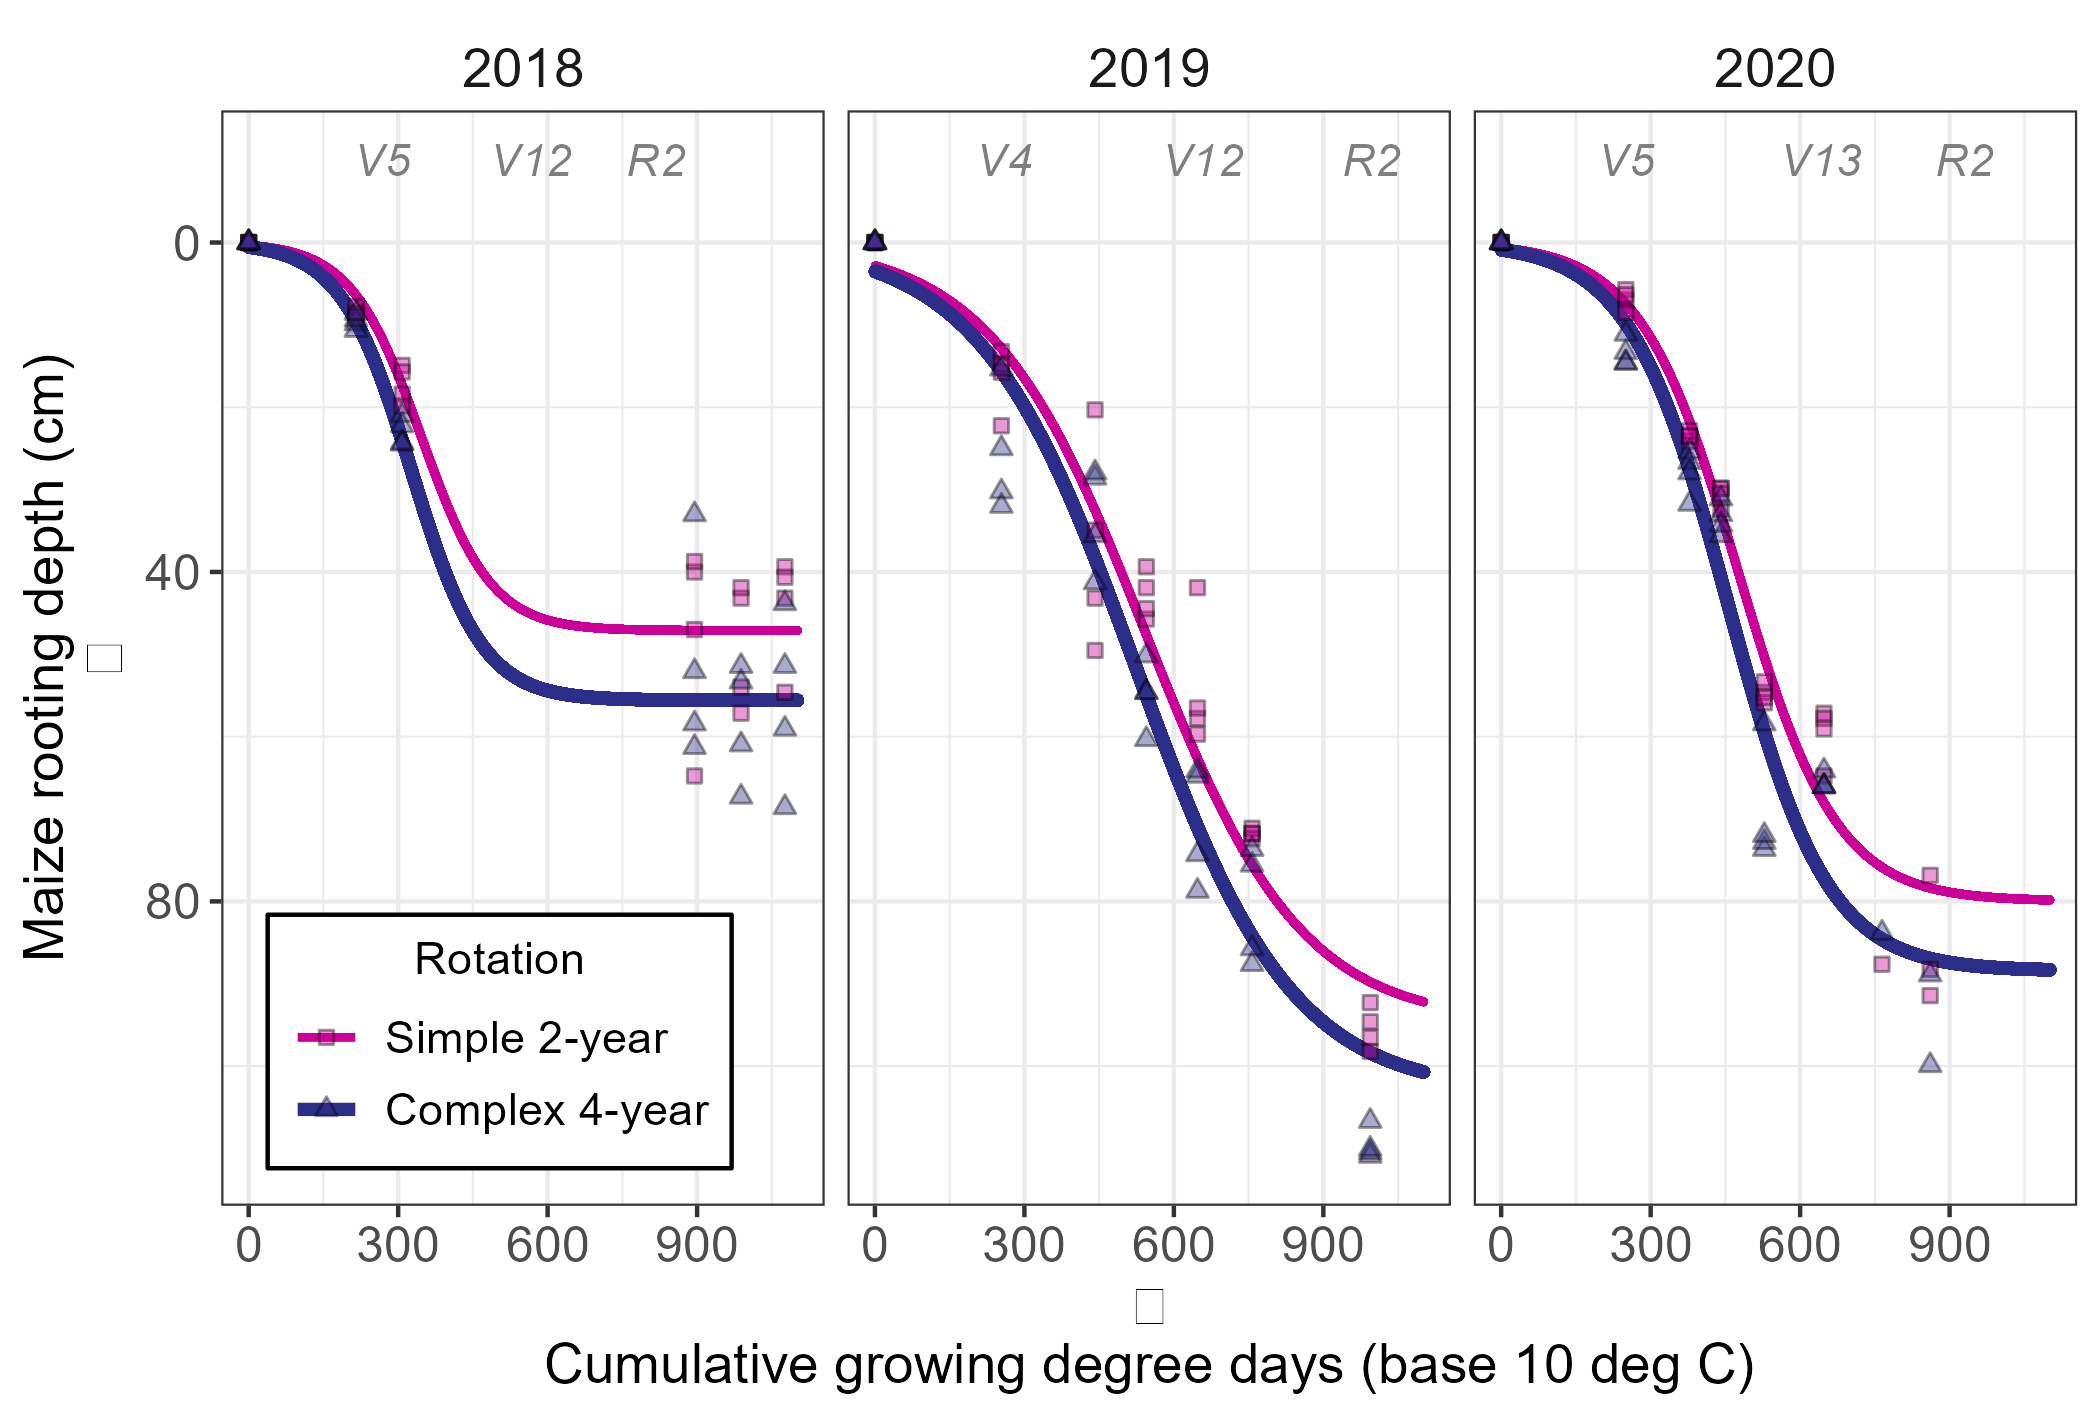 2018 2019 2020
V5 V12 R2 V4 V12 R2 V5 V13 R2
0
40
80
Maize rooting depth (cm)
Rotation
Simple 2-year
Complex 4-year
0 300 600 900 0 300 600 900 0 300 600 900
Cumulative growing degree days (base 10 deg C)